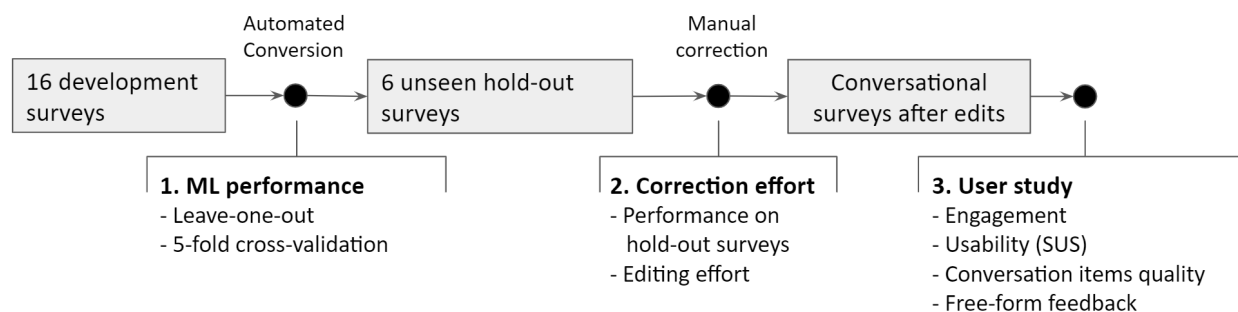 Automated
Conversion
Manual
correction
16 development
surveys
6 unseen hold-out
surveys
Conversational
surveys after edits
1. ML performance
- Leave-one-out
- 5-fold cross-validation
2. Correction effort
- Performance on
hold-out surveys
- Editing effort
3. User study
- Engagement
- Usability (SUS)
- Conversation items quality
- Free-form feedback